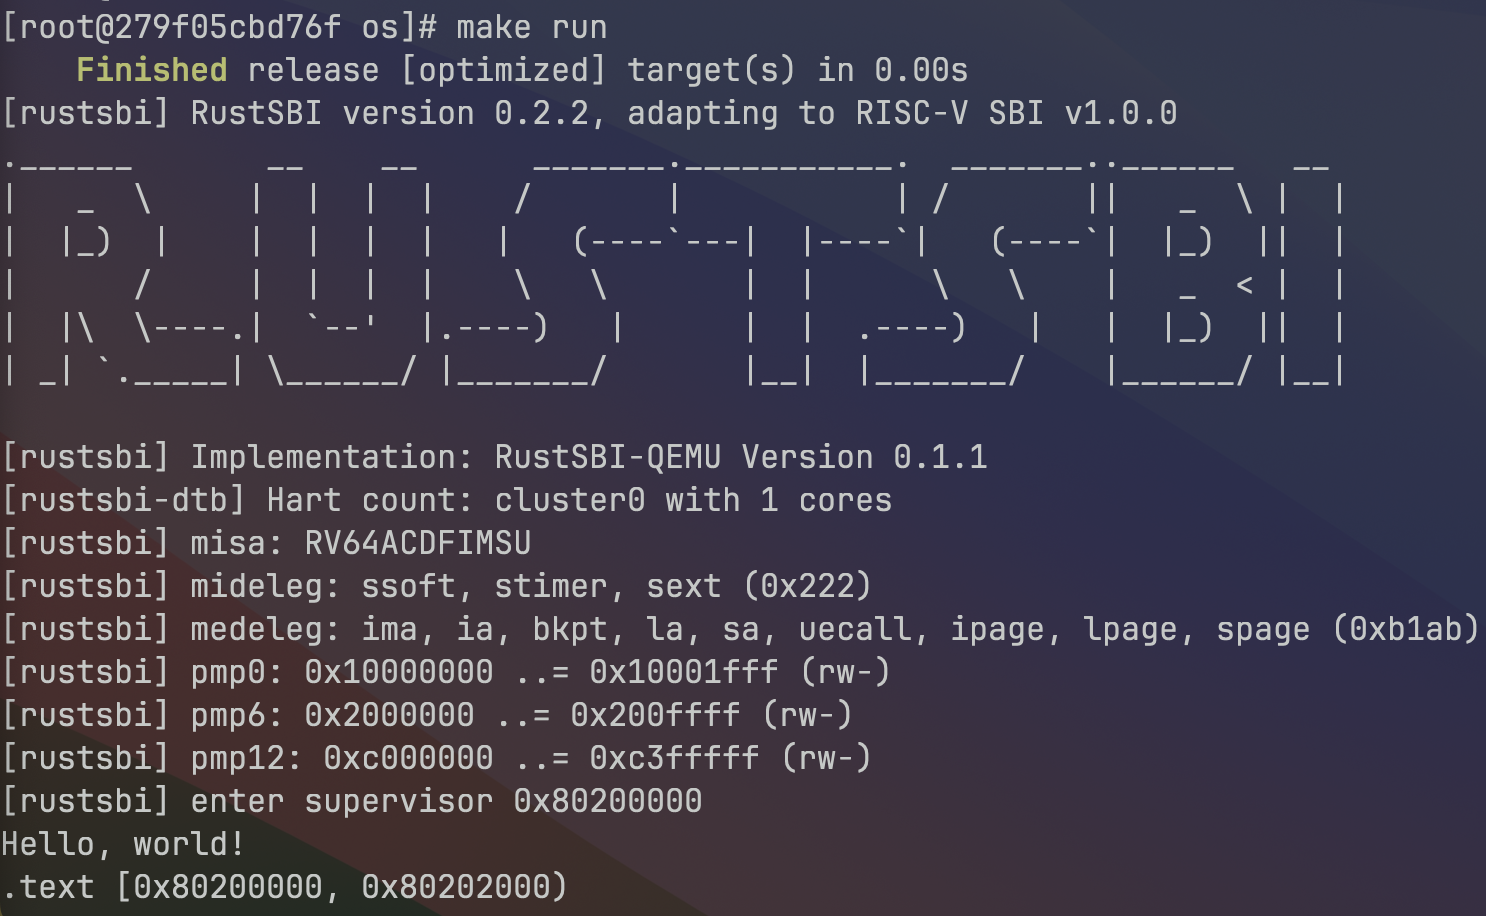 [root@279f05cbd76f os]# make run
    Finished release [optimized] target(s) in 0.00s
[rustsbi] RustSBI version 0.2.2, adapting to RISC-V SBI v1.0.0
.______       __    __      _______.___________.  _______..______   __
|   _  \     |  |  |  |    /       |           | /       ||   _  \ |  |
|  |_)  |    |  |  |  |   |   (----`---|  |----`|   (----`|  |_)  ||  |
|      /     |  |  |  |    \   \       |  |      \   \    |   _  < |  |
|  |\  \----.|  `--'  |.----)   |      |  |  .----)   |   |  |_)  ||  |
| _| `._____| \______/ |_______/       |__|  |_______/    |______/ |__|
[rustsbi] Implementation: RustSBI-QEMU Version 0.1.1
[rustsbi-dtb] Hart count: cluster0 with 1 cores
[rustsbi] misa: RV64ACDFIMSU
[rustsbi] mideleg: ssoft, stimer, sext (0x222)
[rustsbi] medeleg: ima, ia, bkpt, la, sa, uecall, ipage, lpage, spage (0xb1ab)
[rustsbi] pmp0: 0x10000000 ..= 0x10001fff (rw-)
[rustsbi] pmp6: 0x2000000 ..= 0x200ffff (rw-)
[rustsbi] pmp12: 0xc000000 ..= 0xc3fffff (rw-)
[rustsbi] enter supervisor 0x80200000
Hello, world!
.text [0x80200000, 0x80202000)